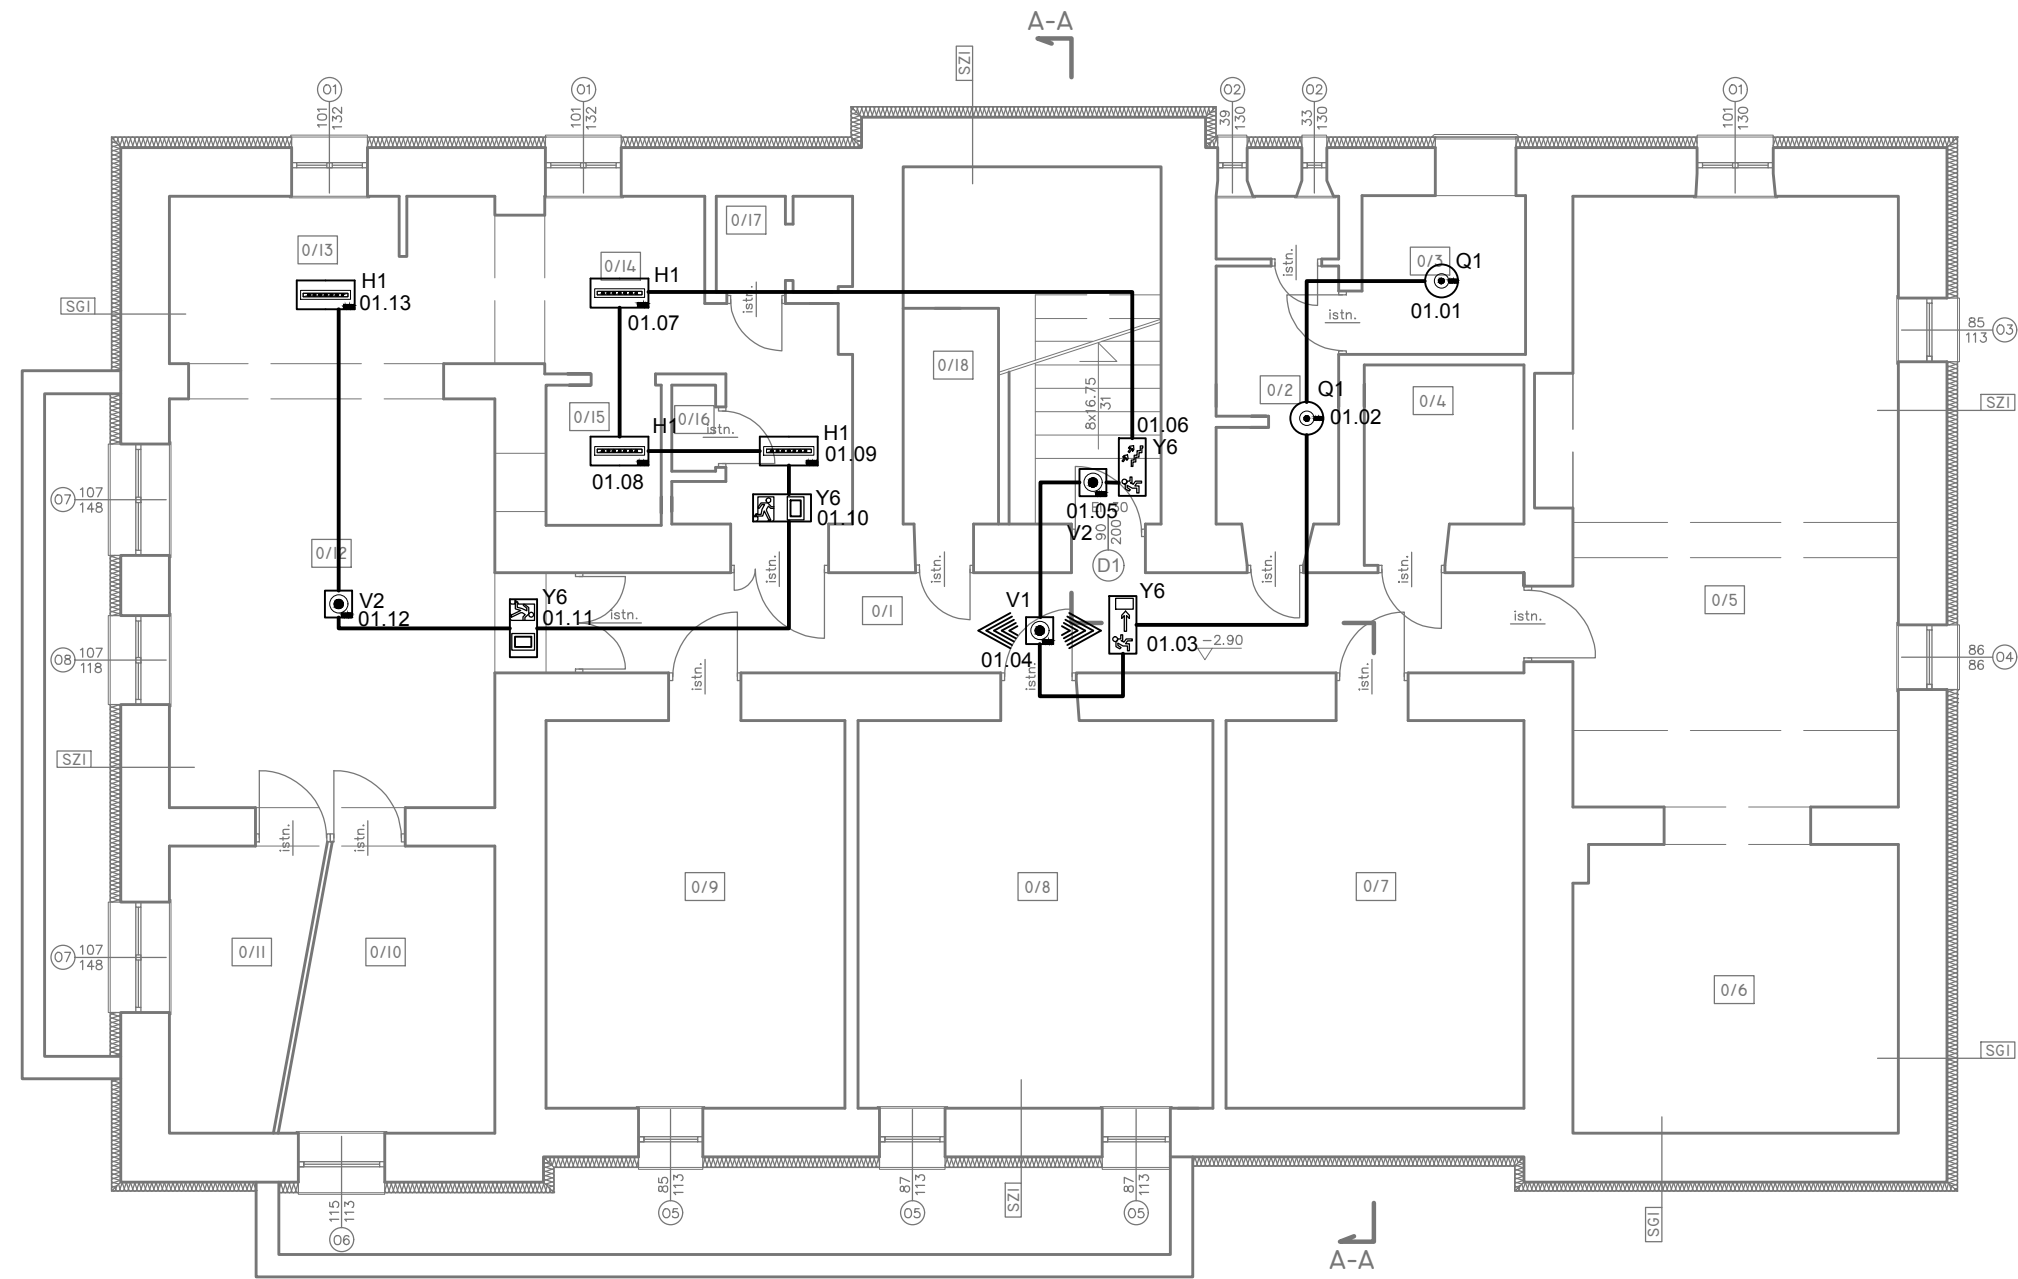 A-A
SZI
O1
101
132
O1
101
132
O2
39
130
O2
33
130
O1
101
130
0/17
0/13
0/14
H1
01.13
H1
01.07
istn.
istn.
0/3
Q1
01.01
istn.
SGI
85
113
O3
0/18
8x16.75
31
0/2
Q1
01.02
0/4
SZI
0/15
0/16
istn.
H1
01.08
H1
01.09
01.06
Y6
O7
107
148
Y6
01.10
01.05
V2
90
200
D1
0/12
istn.
istn.
istn.
istn.
V2
01.12
Y6
01.11
istn.
0/1
V1
01.04
Y6
01.03
-2.90
istn.
0/5
O8
107
118
86
86
O4
istn.
istn.
istn.
SZI
istn.
istn.
0/9
0/8
0/7
0/11
0/10
O7
107
148
0/6
SGI
115
113
O6
85
113
O5
87
113
O5
SZI
87
113
O5
SGI
A-A